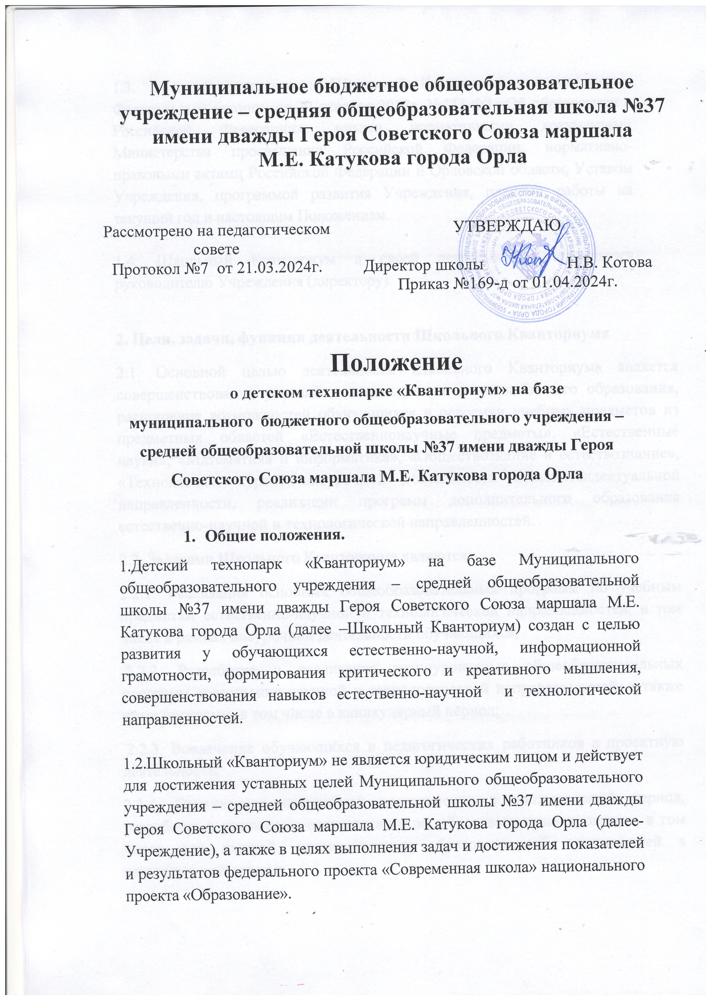 Муниципальное бюджетное общеобразовательное
учреждение – средняя общеобразовательная школа №37
имени дважды Героя Советского Союза маршала
М.Е. Катукова города Орла
Рассмотрено на педагогическом
совете
Протокол №7 от 21.03.2024г.
УТВЕРЖДАЮ
Директор школы Н.В. Котова
Приказ №169-д от 01.04.2024г.
Положение
о детском технопарке «Кванториум» на базе
муниципального бюджетного общеобразовательного учреждения –
средней общеобразовательной школы №37 имени дважды Героя
Советского Союза маршала М.Е. Катукова города Орла
1. Общие положения.
1.Детский технопарк «Кванториум» на базе Муниципального
общеобразовательного учреждения – средней общеобразовательной
школы №37 имени дважды Героя Советского Союза маршала М.Е.
Катукова города Орла (далее –Школьный Кванториум) создан с целью
развития у обучающихся естественно-научной, информационной
грамотности, формирования критического и креативного мышления,
совершенствования навыков естественно-научной и технологической
направленностей.
1.2.Школьный «Кванториум» не является юридическим лицом и действует
для достижения уставных целей Муниципального общеобразовательного
учреждения – средней общеобразовательной школы №37 имени дважды
Героя Советского Союза маршала М.Е. Катукова города Орла (далее-
Учреждение), а также в целях выполнения задач и достижения показателей
и результатов федерального проекта «Современная школа» национального
проекта «Образование».